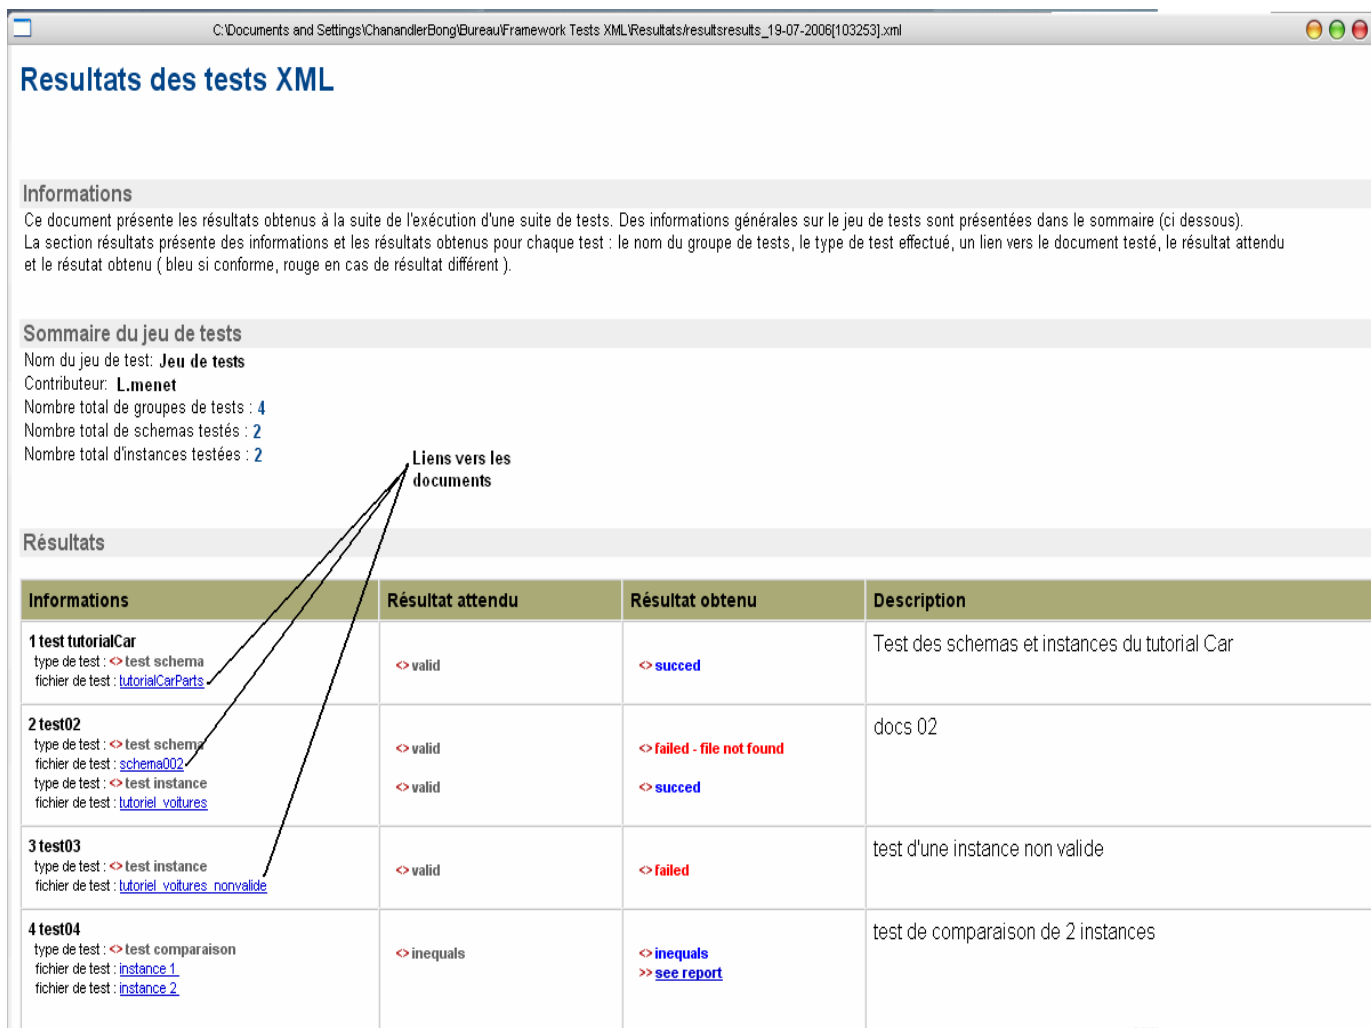 C:\Documents and Settings\ChanandlerBong\Bureau\Framework Tests XML\Resultats/resultsresults_19-07-2006[103253].xml
Resultats des tests XML
Informations
Ce document présente les résultats obtenus à la suite de l'exécution d'une suite de tests. Des informations générales sur le jeu de tests sont présentées dans le sommaire (ci dessous).
La section résultats présente des informations et les résultats obtenus pour chaque test : le nom du groupe de tests, le type de test effectué, un lien vers le document testé, le résultat attendu
et le résutat obtenu ( bleu si conforme, rouge en cas de résultat différent ).
Sommaire du jeu de tests
Nom du jeu de test: Jeu de tests
Contributeur: L.menet
Nombre total de groupes de tests : 4
Nombre total de schemas testés : 2
Nombre total d'instances testées : 2
Liens vers les
documents
Résultats
Informations
Résultat attendu
Résultat obtenu
Description
1 test tutorialCar
type de test : <> test schema
fichier de test : tutorialCarParts
<> valid
<> succed
Test des schemas et instances du tutorial Car
2 test02
type de test : <> test schema
fichier de test : schema002
type de test : <> test instance
fichier de test : tutoriel_voitures
<> valid
<> valid
<> failed - file not found
<> succed
docs 02
3 test03
type de test : <> test instance
fichier de test : tutoriel_voitures_nonvalide
<> valid
<> failed
test d'une instance non valide
4 test04
type de test : <> test comparaison
fichier de test : instance 1
fichier de test : instance 2
<> inequals
<> inequals
>> see report
test de comparaison de 2 instances